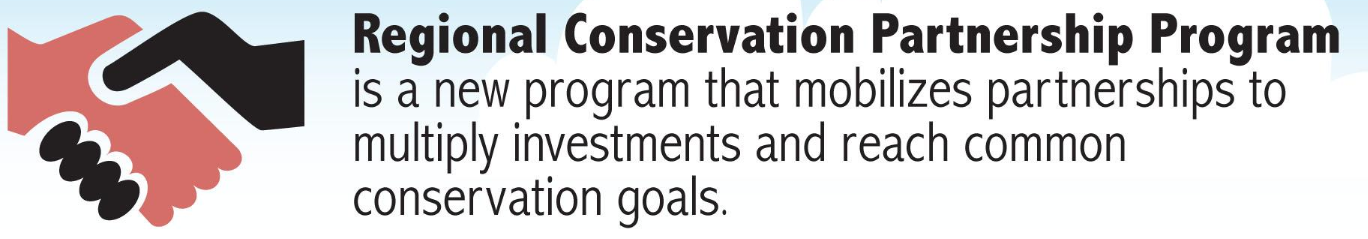 Regional Conservation Partnership Program
is a new program that mobilizes partnerships to
multiply investments and reach common
conservation goals.